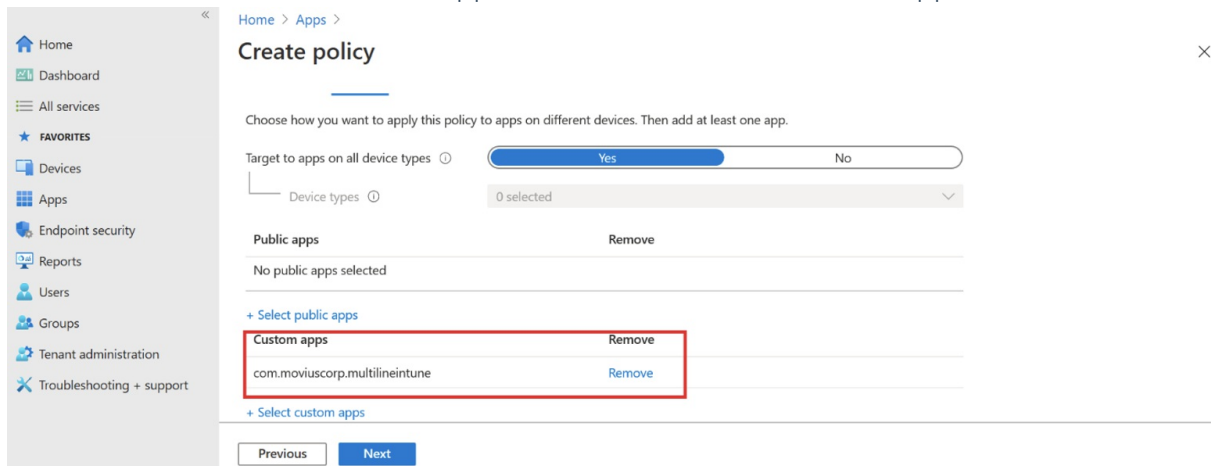 «
Home > Apps >
Home
Create policy
Dashboard
All services
FAVORITES
Choose how you want to apply this policy to apps on different devices. Then add at least one app.
Devices
Target to apps on all device types Yes No
Apps
Device types 0 selected
Endpoint security
Public apps Remove
Reports
No public apps selected
Users
+ Select public apps
Groups
Custom apps Remove
Tenant administration
com.moviuscorp.multilineintune Remove
Troubleshooting + support
+ Select custom apps
Previous Next